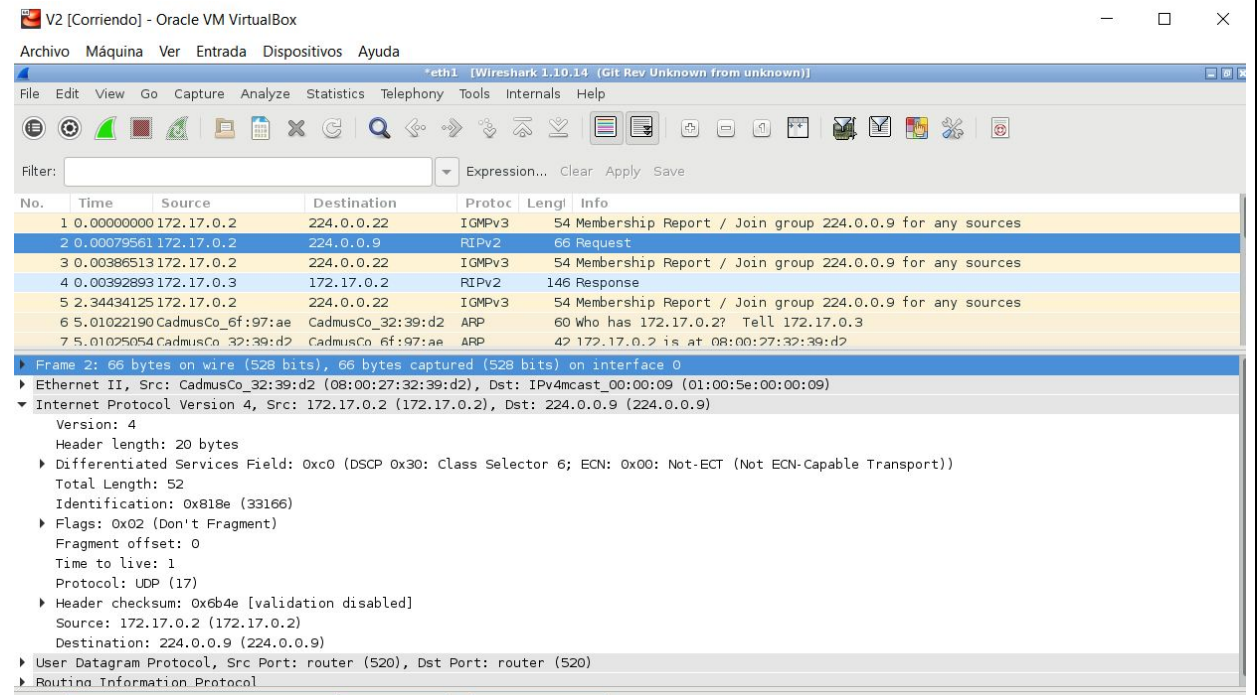 V2 [Corriendo] - Oracle VM VirtualBox
Archivo Máquina Ver Entrada Dispositivos Ayuda
*eth1 [Wireshark 1.10.14 (Git Rev Unknown from unknown)]
File Edit View Go Capture Analyze Statistics Telephony Tools Internals Help
Filter: Expression... Clear Apply Save
No. Time Source Destination Protoc Lengt Info
1 0.00000000 172.17.0.2 224.0.0.22 IGMPv3 54 Membership Report / Join group 224.0.0.9 for any sources
2 0.00079561 172.17.0.2 224.0.0.9 RIPv2 66 Request
3 0.00386513 172.17.0.2 224.0.0.22 IGMPv3 54 Membership Report / Join group 224.0.0.9 for any sources
4 0.00392893 172.17.0.3 172.17.0.2 RIPv2 146 Response
5 2.34434125 172.17.0.2 224.0.0.22 IGMPv3 54 Membership Report / Join group 224.0.0.9 for any sources
6 5.01022190 CadmusCo_6f:97:ae CadmusCo_32:39:d2 ARP 60 Who has 172.17.0.2? Tell 172.17.0.3
7 5.01025054 CadmusCo_32:39:d2 CadmusCo_6f:97:ae ARP 42 172.17.0.2 is at 08:00:27:32:39:d2
Frame 2: 66 bytes on wire (528 bits), 66 bytes captured (528 bits) on interface 0
Ethernet II, Src: CadmusCo_32:39:d2 (08:00:27:32:39:d2), Dst: IPv4mcast_00:00:09 (01:00:5e:00:00:09)
Internet Protocol Version 4, Src: 172.17.0.2 (172.17.0.2), Dst: 224.0.0.9 (224.0.0.9)
Version: 4
Header length: 20 bytes
Differentiated Services Field: 0xc0 (DSCP 0x30: Class Selector 6; ECN: 0x00: Not-ECT (Not ECN-Capable Transport))
Total Length: 52
Identification: 0x818e (33166)
Flags: 0x02 (Don't Fragment)
Fragment offset: 0
Time to live: 1
Protocol: UDP (17)
Header checksum: 0x6b4e [validation disabled]
Source: 172.17.0.2 (172.17.0.2)
Destination: 224.0.0.9 (224.0.0.9)
User Datagram Protocol, Src Port: router (520), Dst Port: router (520)
Routing Information Protocol